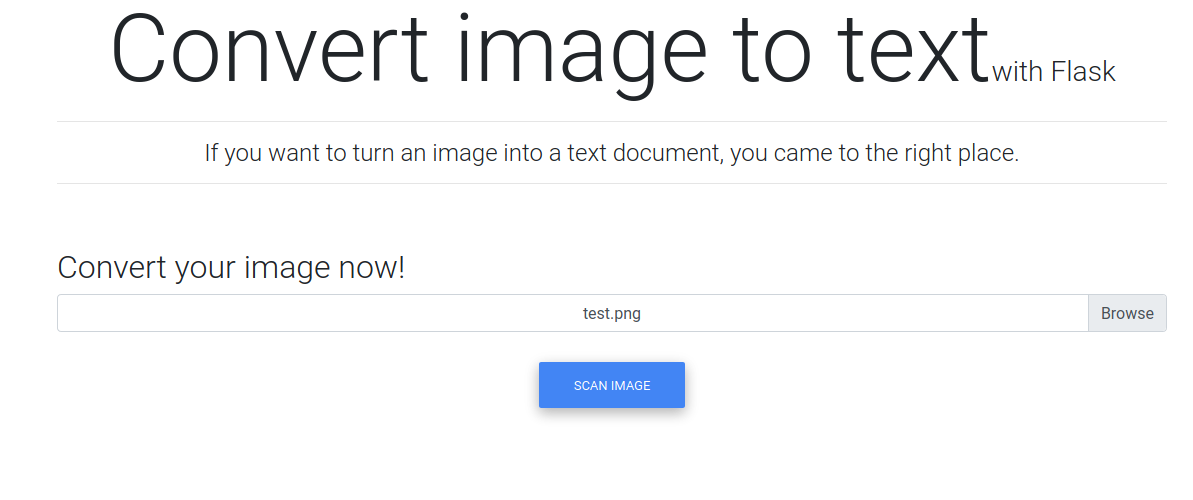 Convert image to text with Flask
If you want to turn an image into a text document, you came to the right place.
Convert your image now!
test.png Browse
SCAN IMAGE